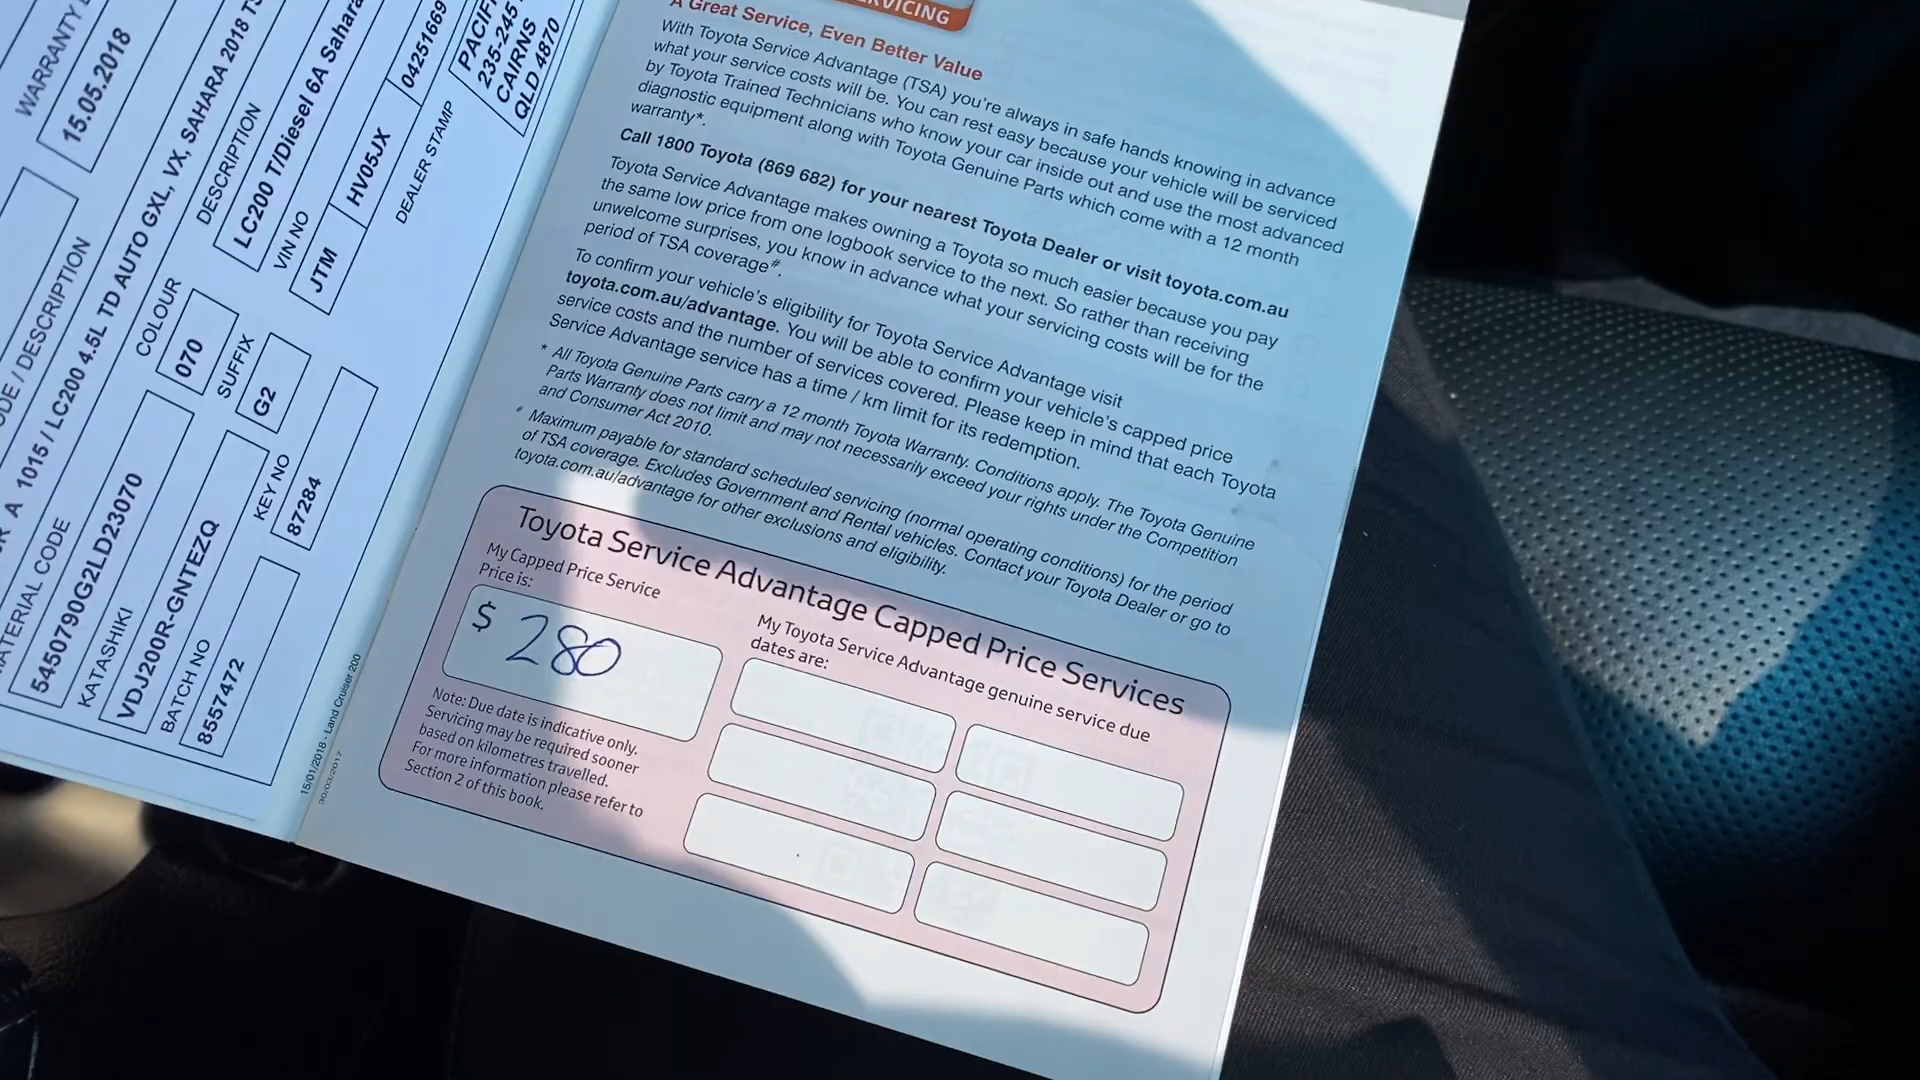 WARRANTY
15.05.2018
A 1015 / LC200 4.5L TD AUTO GXL, VX, SAHARA 2018
DESCRIPTION
LC200 T/Diesel 6A Sahara
COLOUR
070
VIN NO
JTM
HV05JX
04251669
SUFFIX
G2
DEALER STAMP
235-245
CAIRNS
QLD 4870
5450790G2LD23070
KATASHIKI
VDJ200R-GNTEZQ
KEY NO
87284
BATCH NO
8557472
15/01/2018 - Land Cruiser 200
30/03/2017
A Great Service, Even Better Value
With Toyota Service Advantage (TSA) you're always in safe hands knowing in advance
what your service costs will be. You can rest easy because your vehicle will be serviced
by Toyota Trained Technicians who know your car inside out and use the most advanced
diagnostic equipment along with Toyota Genuine Parts which come with a 12 month
warranty*.
Call 1800 Toyota (869 682) for your nearest Toyota Dealer or visit toyota.com.au
Toyota Service Advantage makes owning a Toyota so much easier because you pay
the same low price from one logbook service to the next. So rather than receiving
unwelcome surprises, you know in advance what your servicing costs will be for the
period of TSA coverage#.
To confirm your vehicle's eligibility for Toyota Service Advantage visit
toyota.com.au/advantage. You will be able to confirm your vehicle's capped price
service costs and the number of services covered. Please keep in mind that each Toyota
Service Advantage service has a time / km limit for its redemption.
* All Toyota Genuine Parts carry a 12 month Toyota Warranty. Conditions apply. The Toyota Genuine
Parts Warranty does not limit and may not necessarily exceed your rights under the Competition
and Consumer Act 2010.
# Maximum payable for standard scheduled servicing (normal operating conditions) for the period
of TSA coverage. Excludes Government and Rental vehicles. Contact your Toyota Dealer or go to
toyota.com.au/advantage for other exclusions and eligibility.
Toyota Service Advantage Capped Price Services
My Capped Price Service
Price is:
$ 280
Note: Due date is indicative only.
Servicing may be required sooner
based on kilometres travelled.
For more information please refer to
Section 2 of this book.
My Toyota Service Advantage genuine service due
dates are: